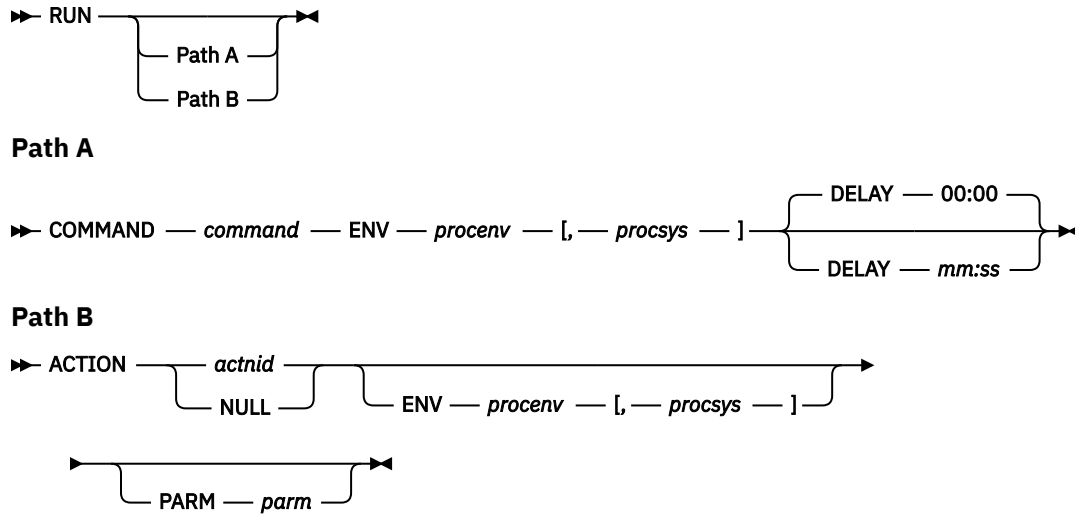 RUN
Path A
Path B
Path A
DELAY 00:00
COMMAND command ENV procenv [, procsys ]
DELAY mm:ss
Path B
ACTION actnid
NULL
ENV procenv [, procsys ]
PARM parm